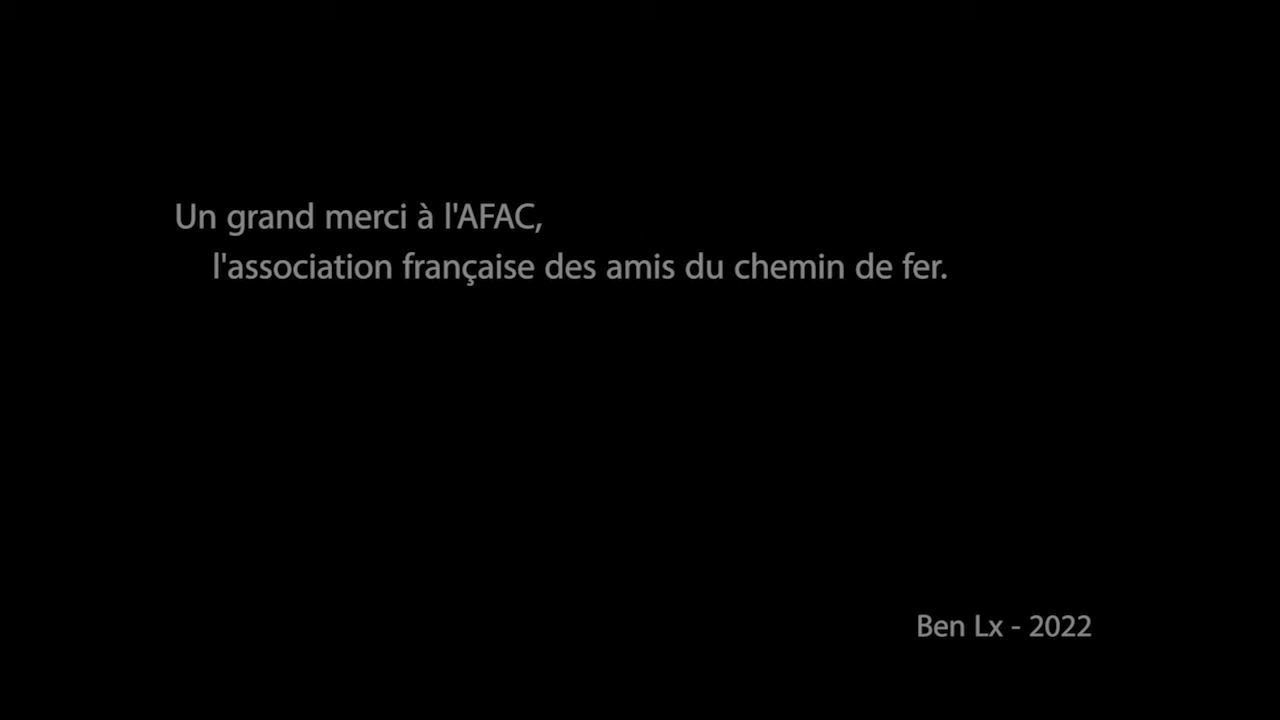 Un grand merci à l'AFAC,
l'association française des amis du chemin de fer.
Ben Lx - 2022